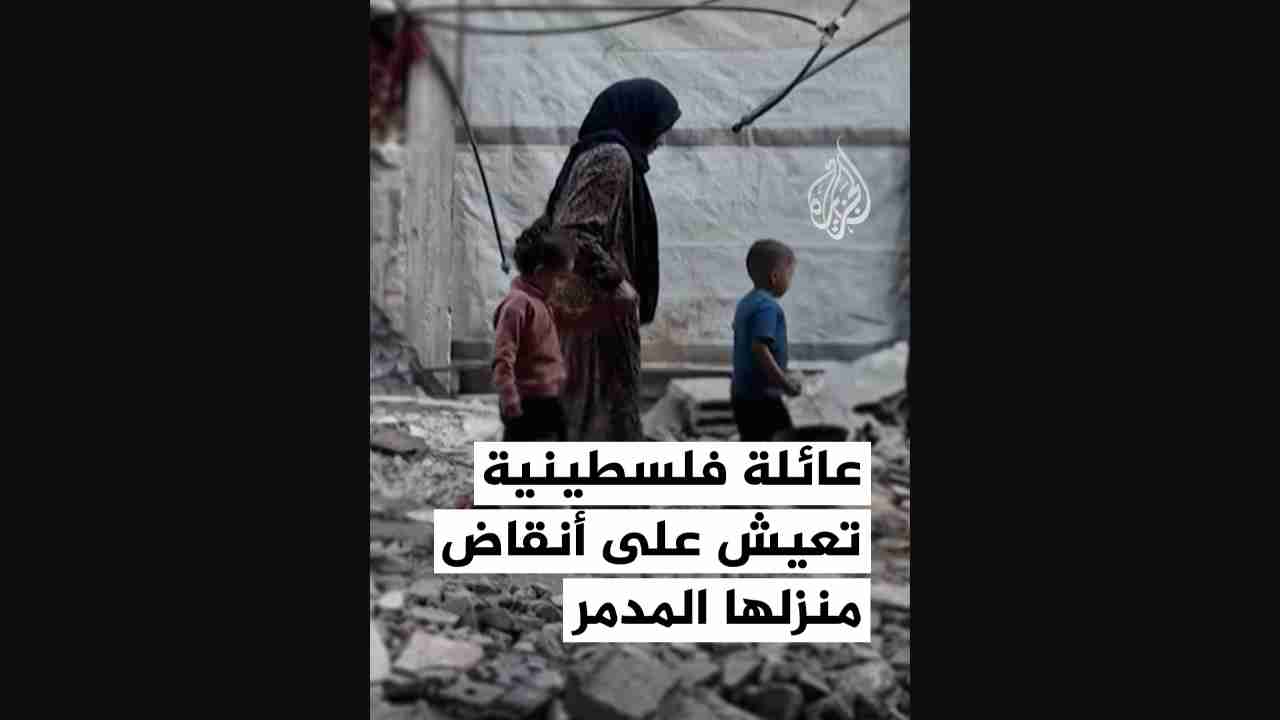 الجزيرة
عائلة فلسطينية
تعيش على أنقاض
منزلها المدمر